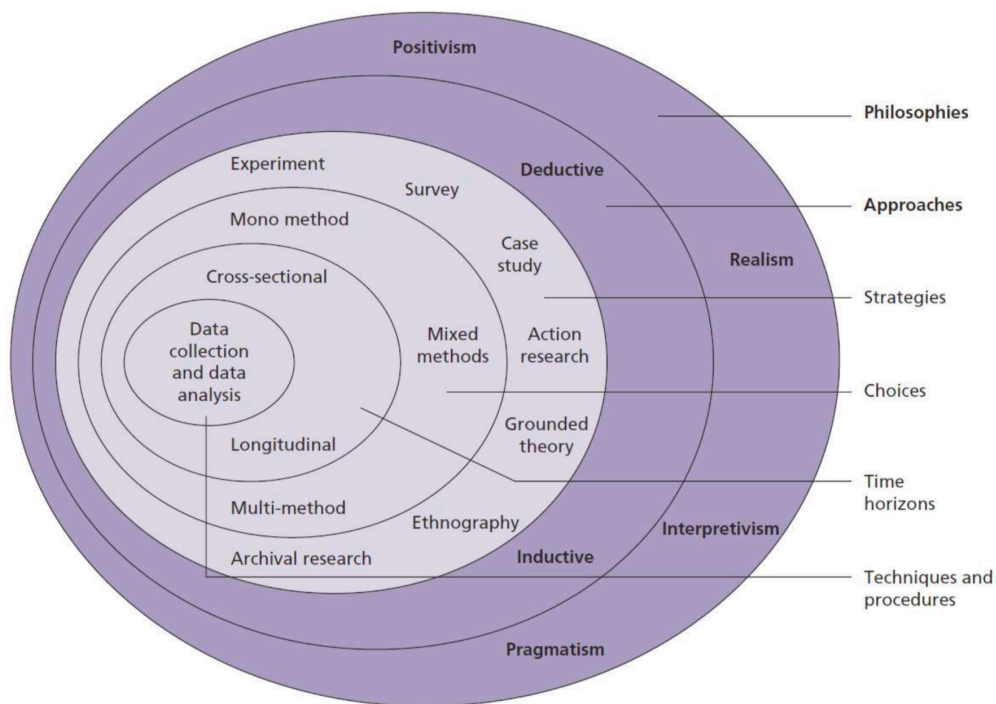 Positivism
Philosophies
Experiment
Deductive
Survey
Approaches
Mono method
Case
study
Realism
Cross-sectional
Strategies
Data
collection
and data
analysis
Mixed
methods
Action
research
Choices
Longitudinal
Grounded
theory
Time
horizons
Multi-method
Ethnography
Interpretivism
Archival research
Inductive
Techniques and
procedures
Pragmatism